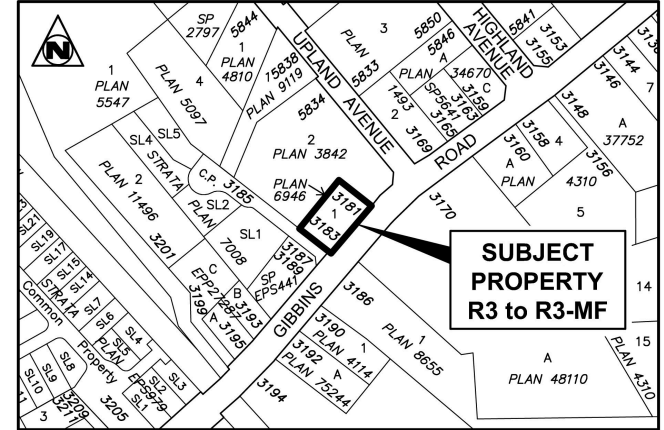 N
SP
2797
5844
1
PLAN
4810
1
PLAN
5547
4
PLAN 5097
5838
PLAN 9119
5834
UPLAND AVENUE
3
PLAN
5833
5850
5846
A
PLAN 34670
1493
2
SP5641
C
3159
3163
3165
3169
HIGHLAND
AVENUE
5841
3153
3155
3144
3146
7
3148
A
37752
3158
4
3160
A
PLAN 4310
3156
5
ROAD
3170
2
PLAN 3842
PLAN
6946
3181
1
3183
SL4
SL5
STRATA
PLAN
7008
C.P.
3185
SL2
SL1
2
PLAN 11496
3201
3187
3189
SP
EPS441
C
EPP27287
B
3193
3199
A
3195
GIBBINS
SUBJECT
PROPERTY
R3 to R3-MF
14
15
PLAN 4310
A
PLAN 48110
3186
1
PLAN 8655
3190
1
PLAN 4114
3192
A
PLAN 75244
3194
SL21
SL19
SL17
SL15
SL14
STRATA
PLAN
EPS979
SL7
SL6
SL5
SL4
SL3
SL2
SL1
Common
Property
SL8
SL9
SL10
3209
3211
3205
3